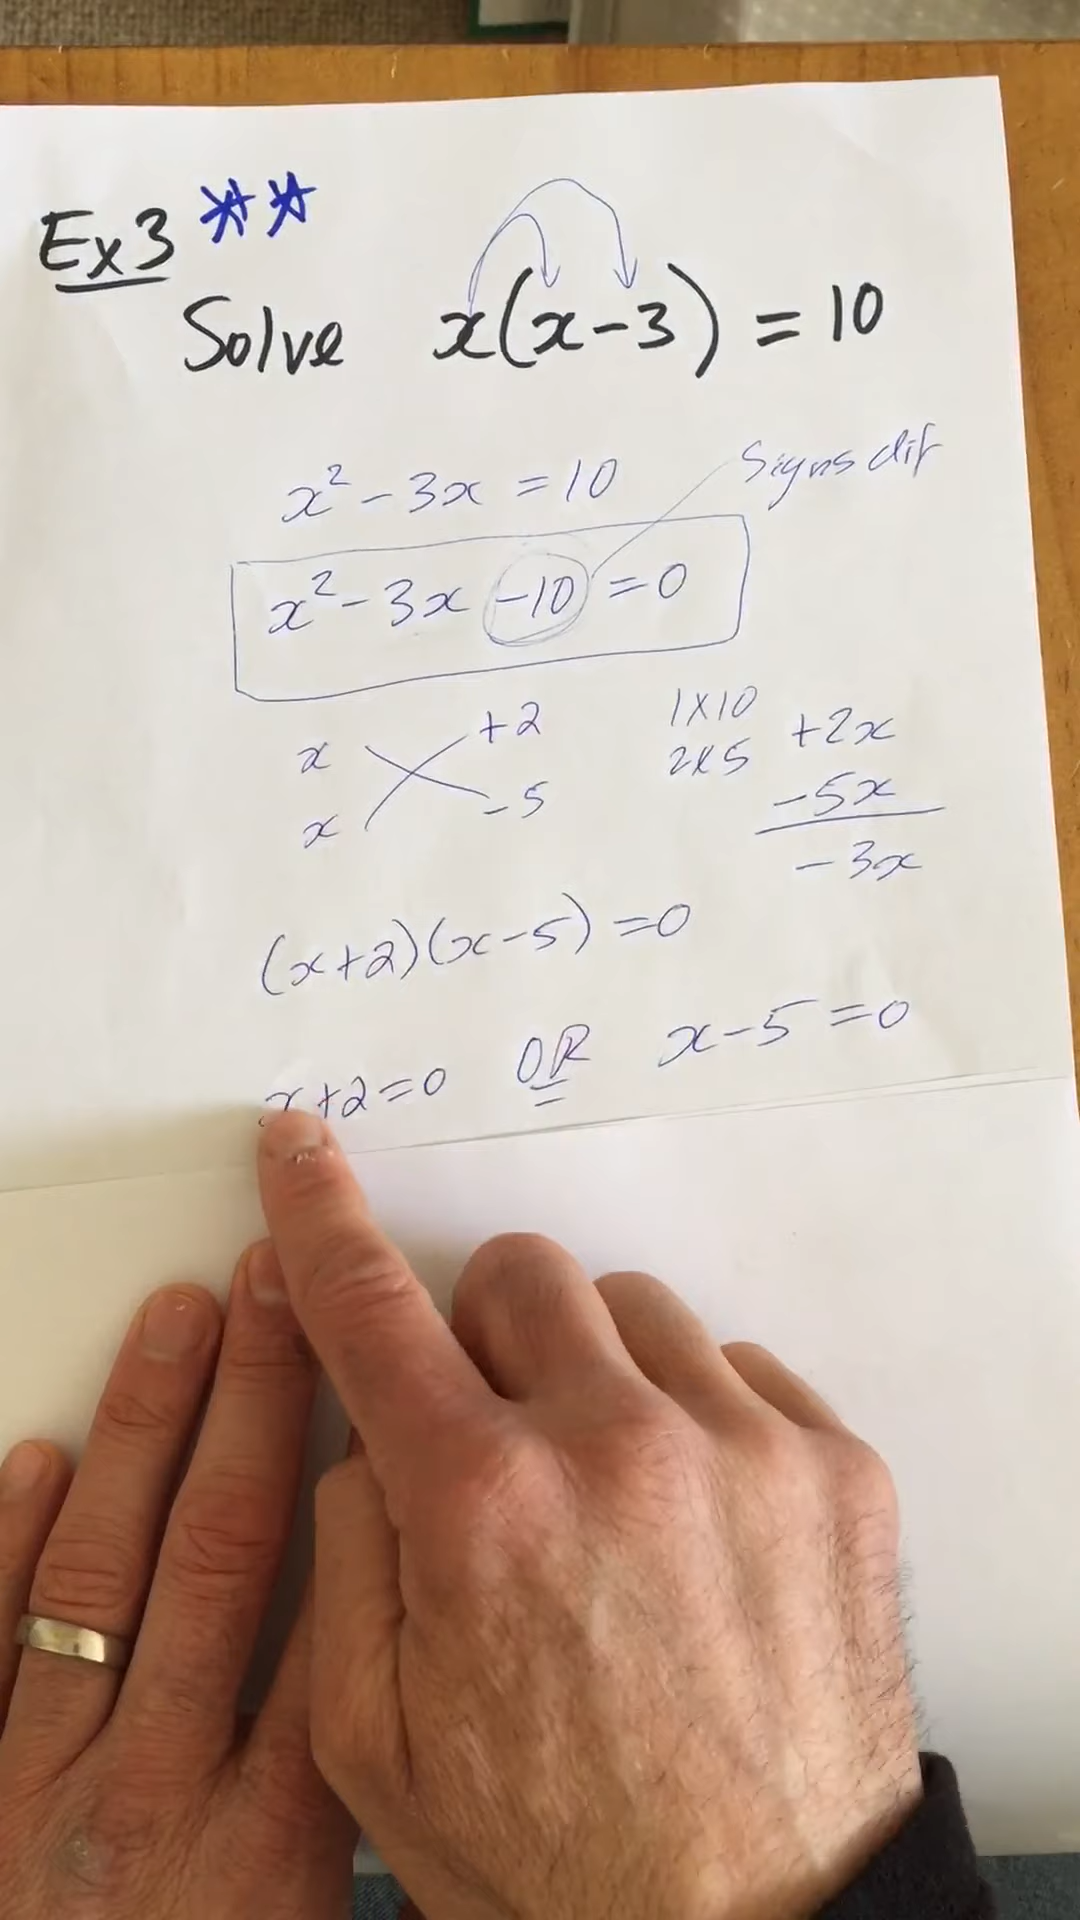 Ex3 **
Solve x(x-3) = 10
x² - 3x = 10
Signs dif
x² - 3x -10 = 0
x +2
x -5
1x10
2x5
+2x
-5x
-3x
(x+2)(x-5) = 0
x+2=0 OR x-5=0